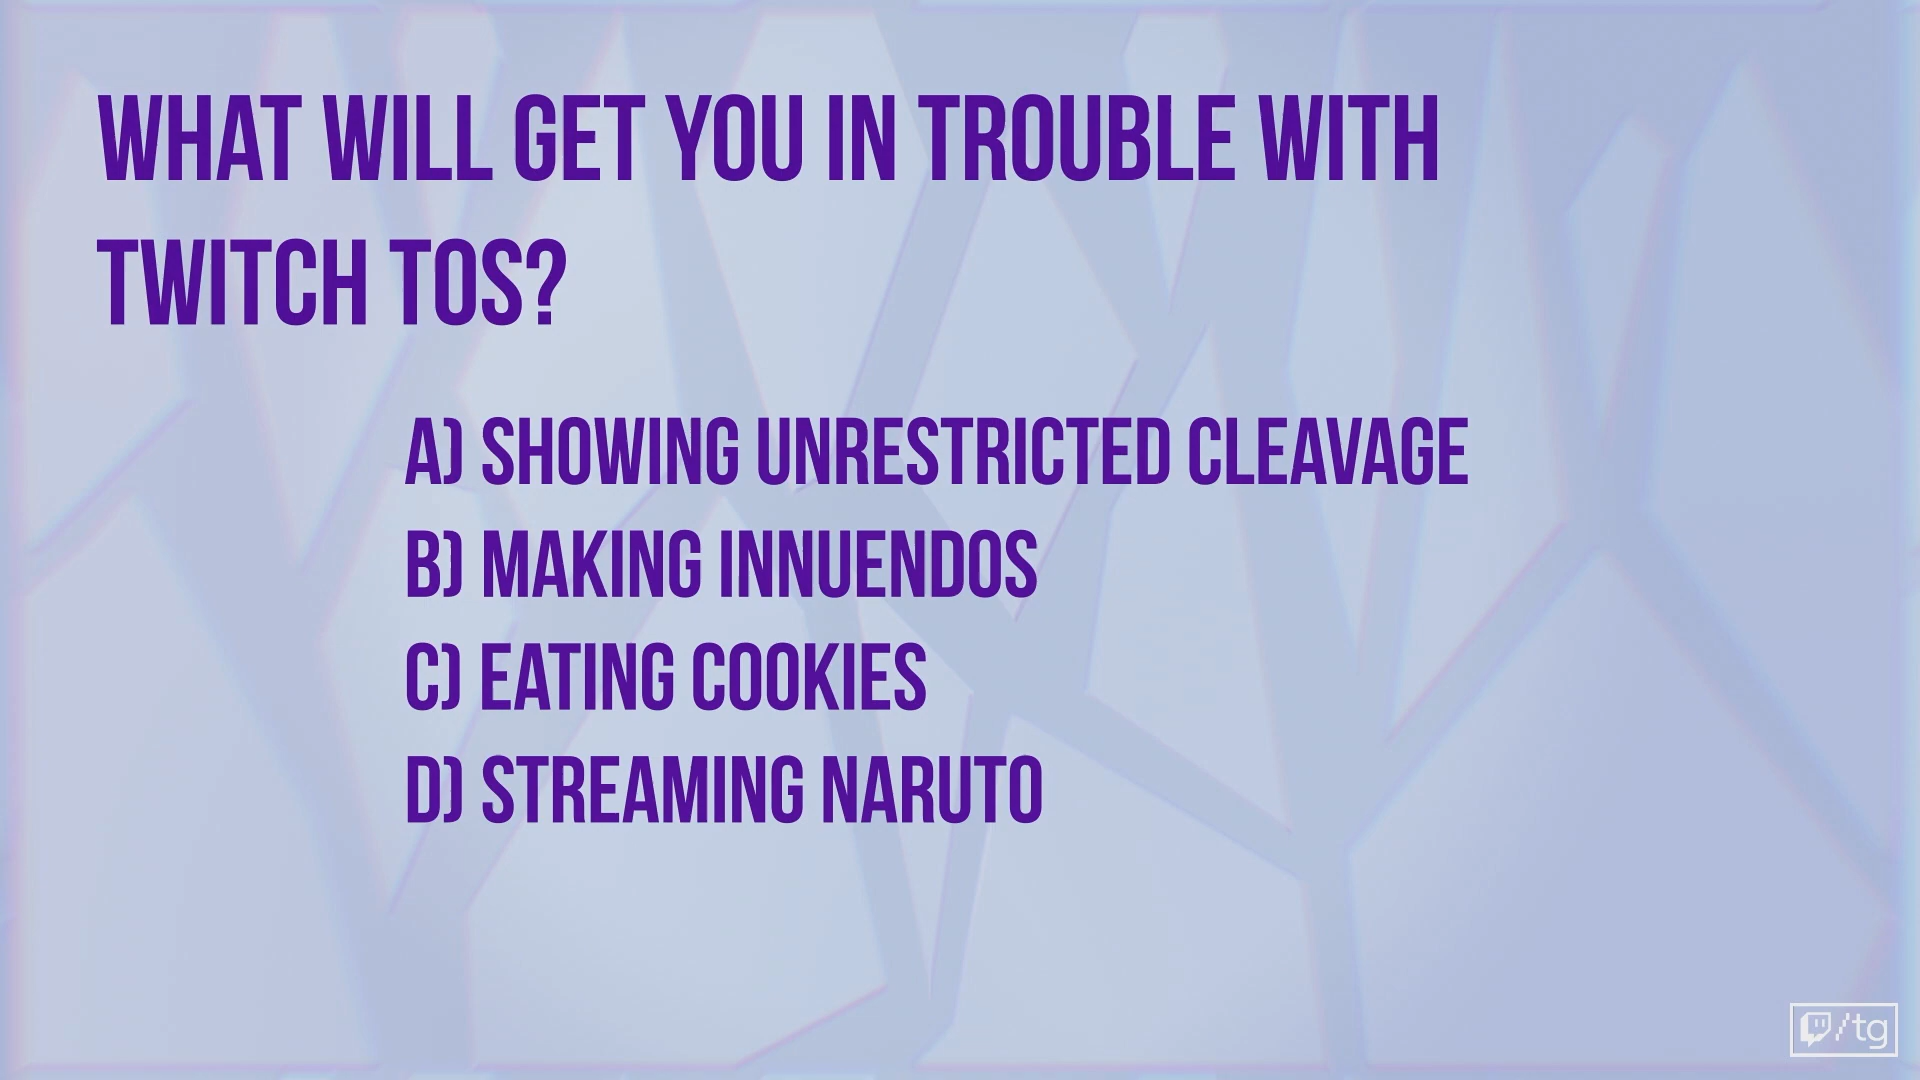 WHAT WILL GET YOU IN TROUBLE WITH
TWITCH TOS?
A) SHOWING UNRESTRICTED CLEAVAGE
B) MAKING INNUENDOS
C) EATING COOKIES
D) STREAMING NARUTO
/tg